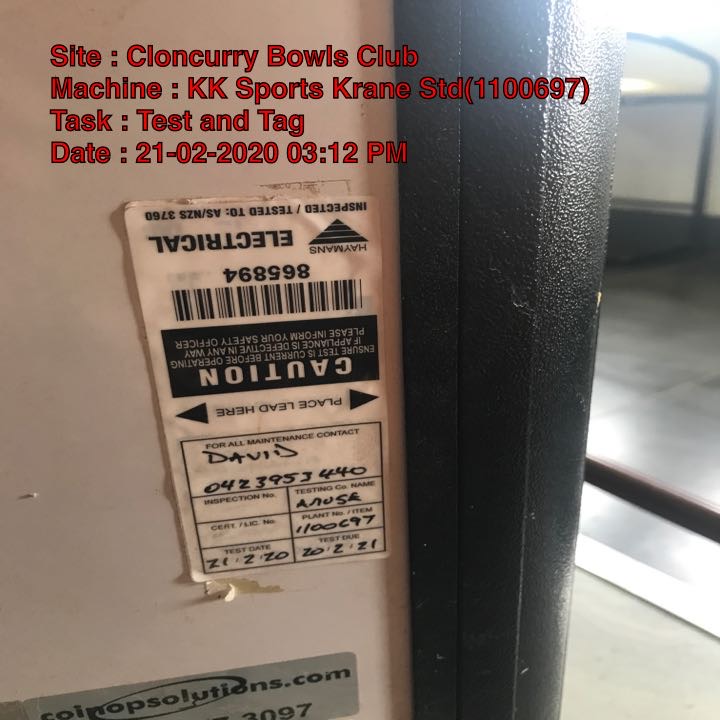 Site : Cloncurry Bowls Club
Machine : KK Sports Krane Std(1100697)
Task : Test and Tag
Date : 21-02-2020 03:12 PM
INSPECTED / TESTED TO: AS/NZS 3760
ELECTRICAL
HAYMANS
865894
CAUTION
ENSURE TEST IS CURRENT BEFORE OPERATING
IF APPLIANCE IS DEFECTIVE IN ANY WAY
PLEASE INFORM YOUR SAFETY OFFICER
PLACE LEAD HERE
FOR ALL MAINTENANCE CONTACT
DAVID
0423953440
INSPECTION No.
TESTING Co. NAME
AMUSE
CERT. / LIC. No.
PLANT No. / ITEM
1100697
TEST DATE
21.2.20
TEST DUE
20.2.21
coinopsolutions.com
3097